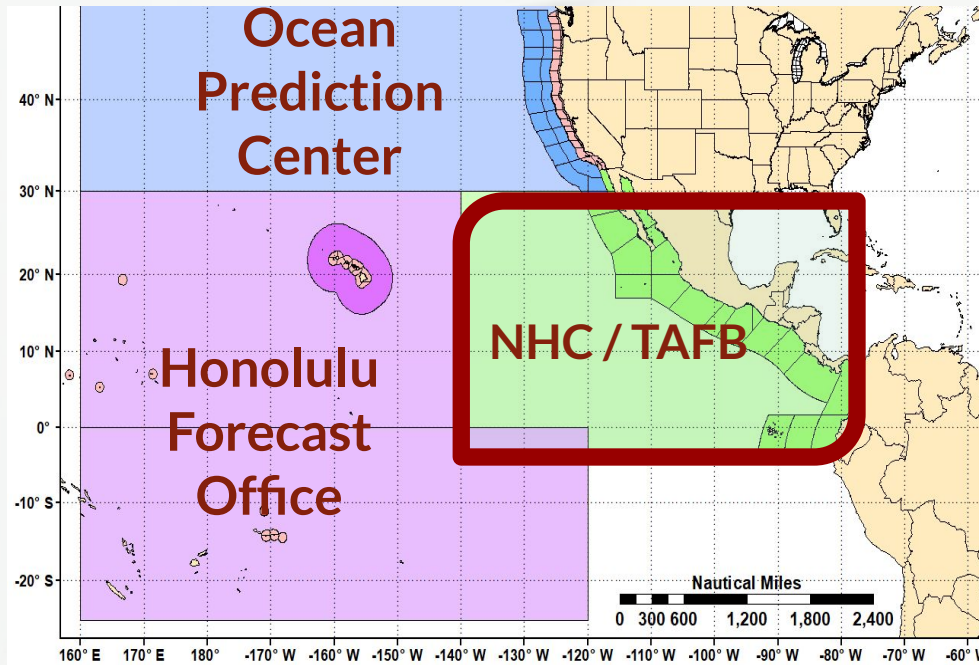 Ocean
Prediction
Center
40° N
30° N
20° N
NHC / TAFB
10° N
Honolulu
Forecast
Office
0°
-10° S
-20° S
Nautical Miles
0 300 600 1,200 1,800 2,400
160° E 170° E 180° -170° W -160° W -150° W -140° W -130° W -120° W -110° W -100° W -90° W -80° W -70° W -60°